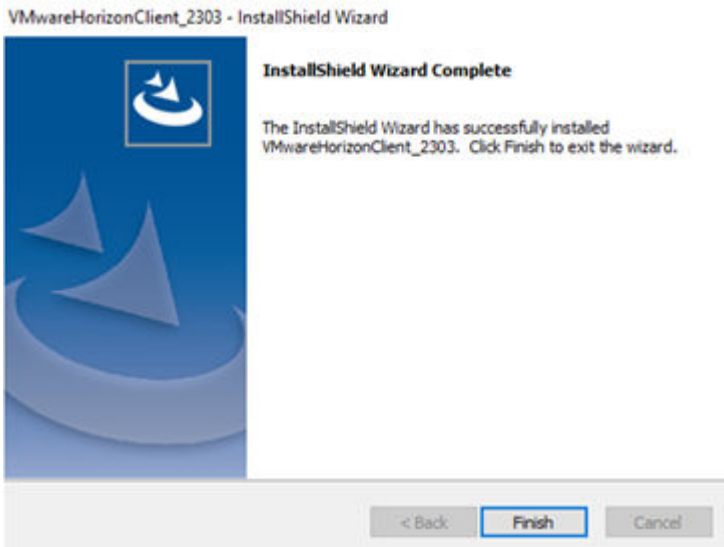 VMwareHorizonClient_2303 - InstallShield Wizard
InstallShield Wizard Complete
The InstallShield Wizard has successfully installed
VMwareHorizonClient_2303. Click Finish to exit the wizard.
< Back
Finish
Cancel